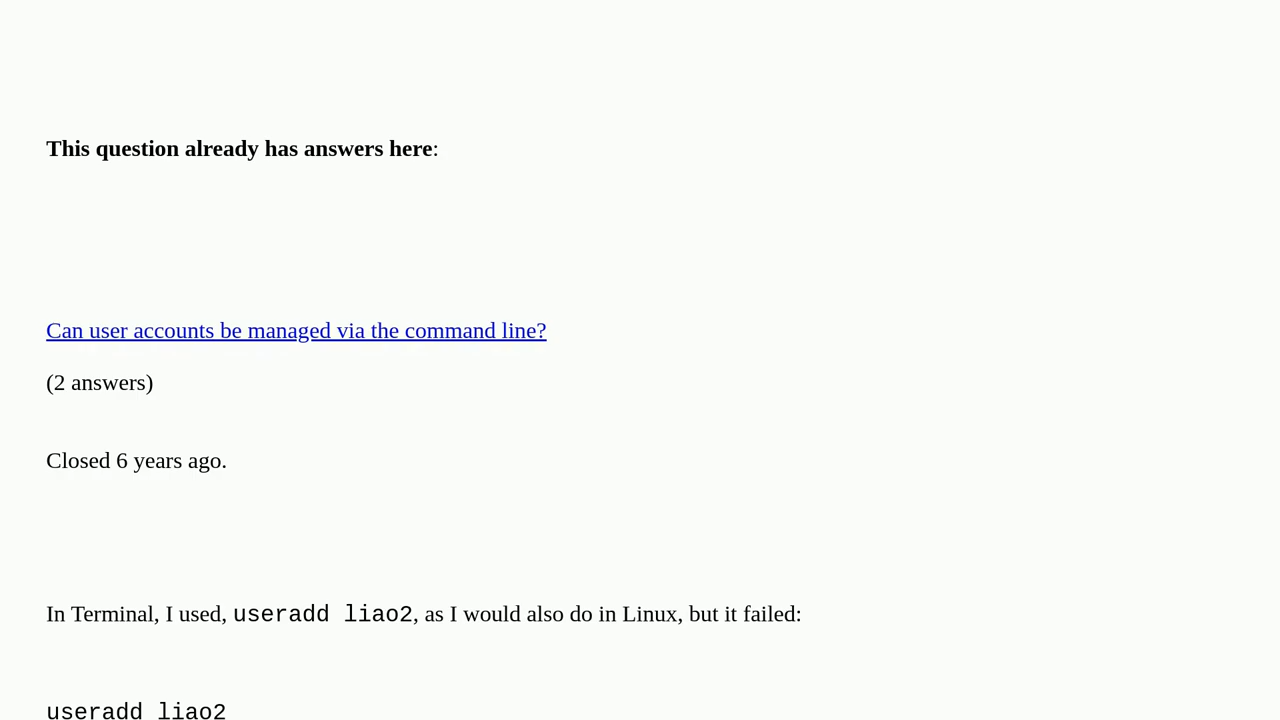 This question already has answers here:
Can user accounts be managed via the command line?
(2 answers)
Closed 6 years ago.
In Terminal, I used, useradd liao2, as I would also do in Linux, but it failed:
useradd liao2